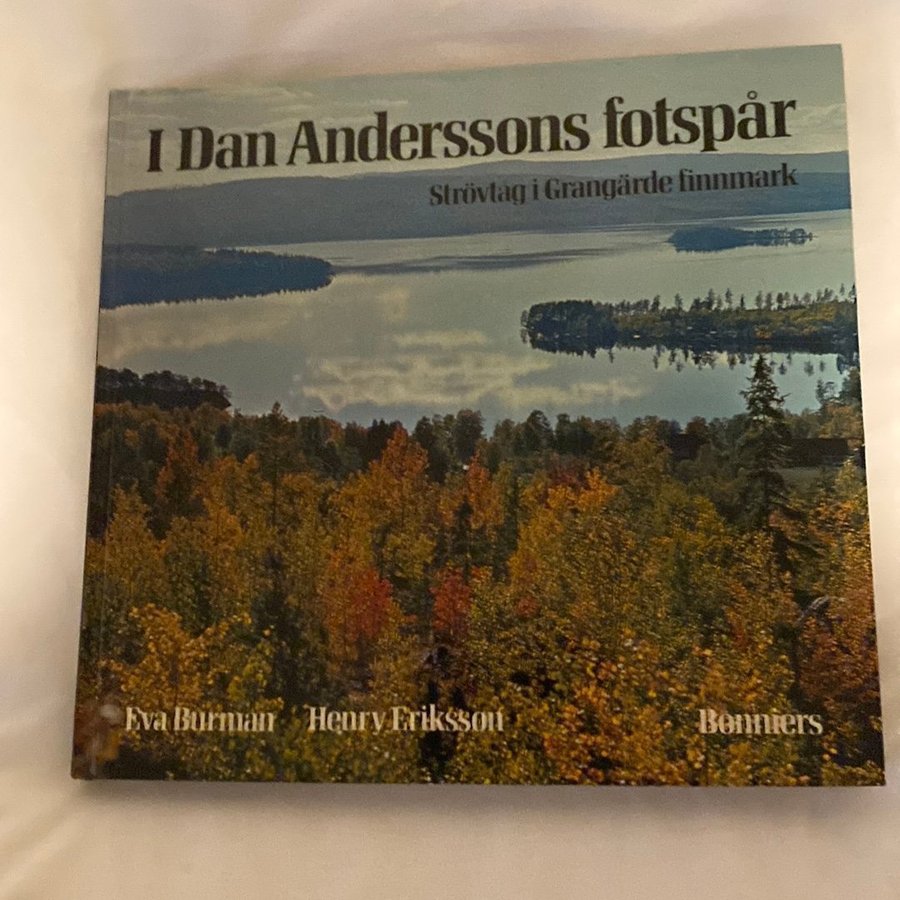 I Dan Anderssons fotspår
Strövtåg i Grangärde finnmark
Eva Burman Henry Eriksson Bonniers